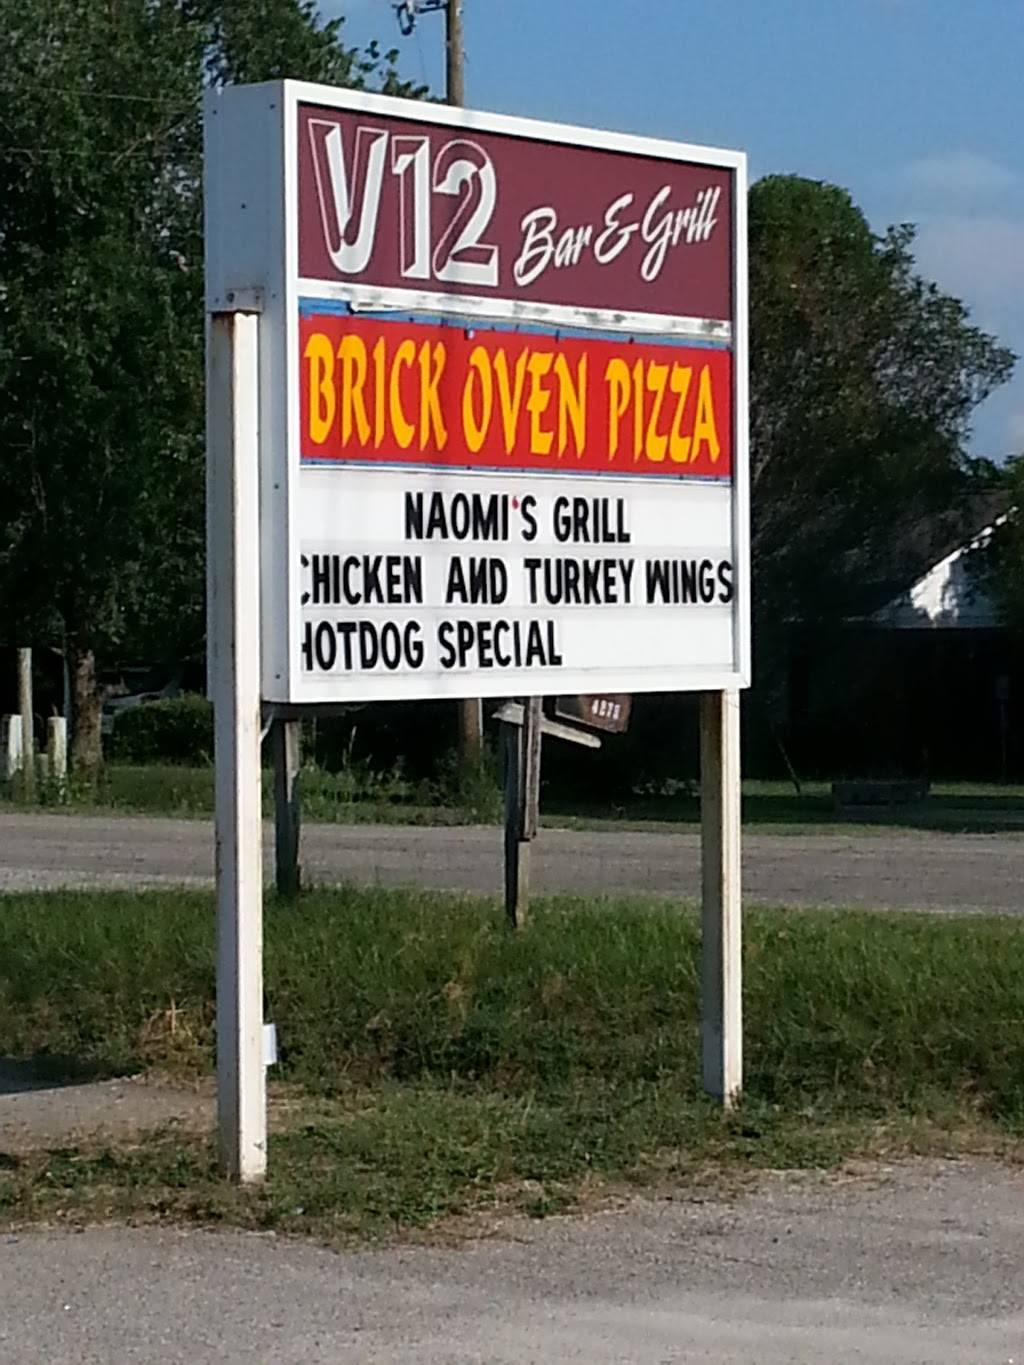 V12 Bar & Grill
BRICK OVEN PIZZA
NAOMI'S GRILL
CHICKEN AND TURKEY WINGS
HOTDOG SPECIAL